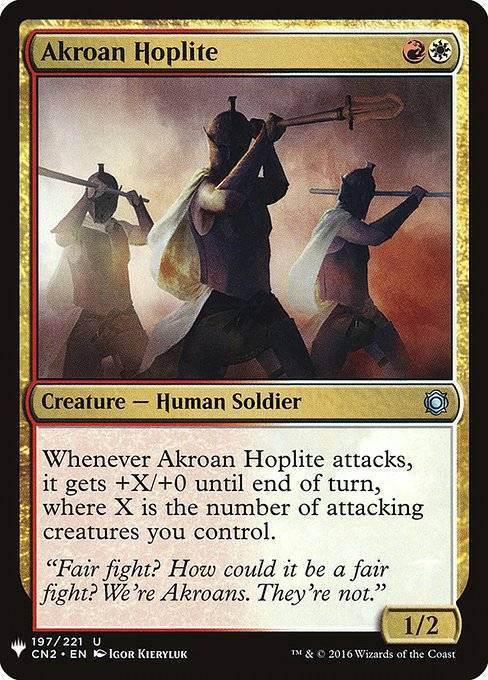 Akroan Hoplite
Creature — Human Soldier
Whenever Akroan Hoplite attacks,
it gets +X/+0 until end of turn,
where X is the number of attacking
creatures you control.
“Fair fight? How could it be a fair
fight? We’re Akroans. They’re not.”
1/2
197/221 U
CN2 • EN Igor Kieryluk
™ & © 2016 Wizards of the Coast